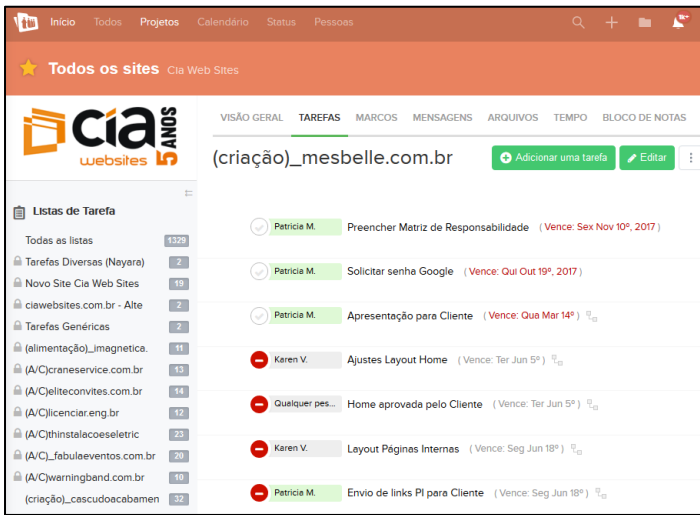 Início Todos Projetos Calendário Status Pessoas
1K+
Todos os sites Cia Web Sites
cia websites 5 ANOS
VISÃO GERAL TAREFAS MARCOS MENSAGENS ARQUIVOS TEMPO BLOCO DE NOTAS
(criação)_mesbelle.com.br
Adicionar uma tarefa
Editar
Listas de Tarefa
Todas as listas 1329
Tarefas Diversas (Nayara) 2
Novo Site Cia Web Sites 19
ciawebsites.com.br - Alte 2
Tarefas Genéricas 2
(alimentação)_imagnetica. 11
(A/C)craneservice.com.br 13
(A/C)eliteconvites.com.br 14
(A/C)licenciar.eng.br 12
(A/C)thinstalacoeseletric 23
(A/C)_fabulaeventos.com.br 20
(A/C)warningband.com.br 10
(criação)_cascudoacabamen 32
Patricia M. Preencher Matriz de Responsabilidade (Vence: Sex Nov 10º, 2017)
Patricia M. Solicitar senha Google (Vence: Qui Out 19º, 2017)
Patricia M. Apresentação para Cliente (Vence: Qua Mar 14º)
Karen V. Ajustes Layout Home (Vence: Ter Jun 5º)
Qualquer pes... Home aprovada pelo Cliente (Vence: Ter Jun 5º)
Karen V. Layout Páginas Internas (Vence: Seg Jun 18º)
Patricia M. Envio de links PI para Cliente (Vence: Seg Jun 18º)